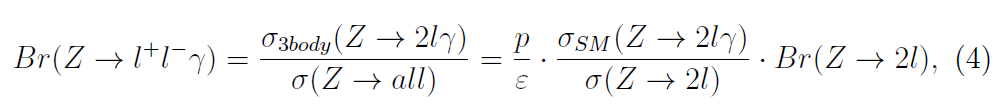 Br(Z → l⁺l⁻γ) = σ_{3body}(Z → 2lγ) / σ(Z → all) = p / ε · σ_{SM}(Z → 2lγ) / σ(Z → 2l) · Br(Z → 2l), (4)